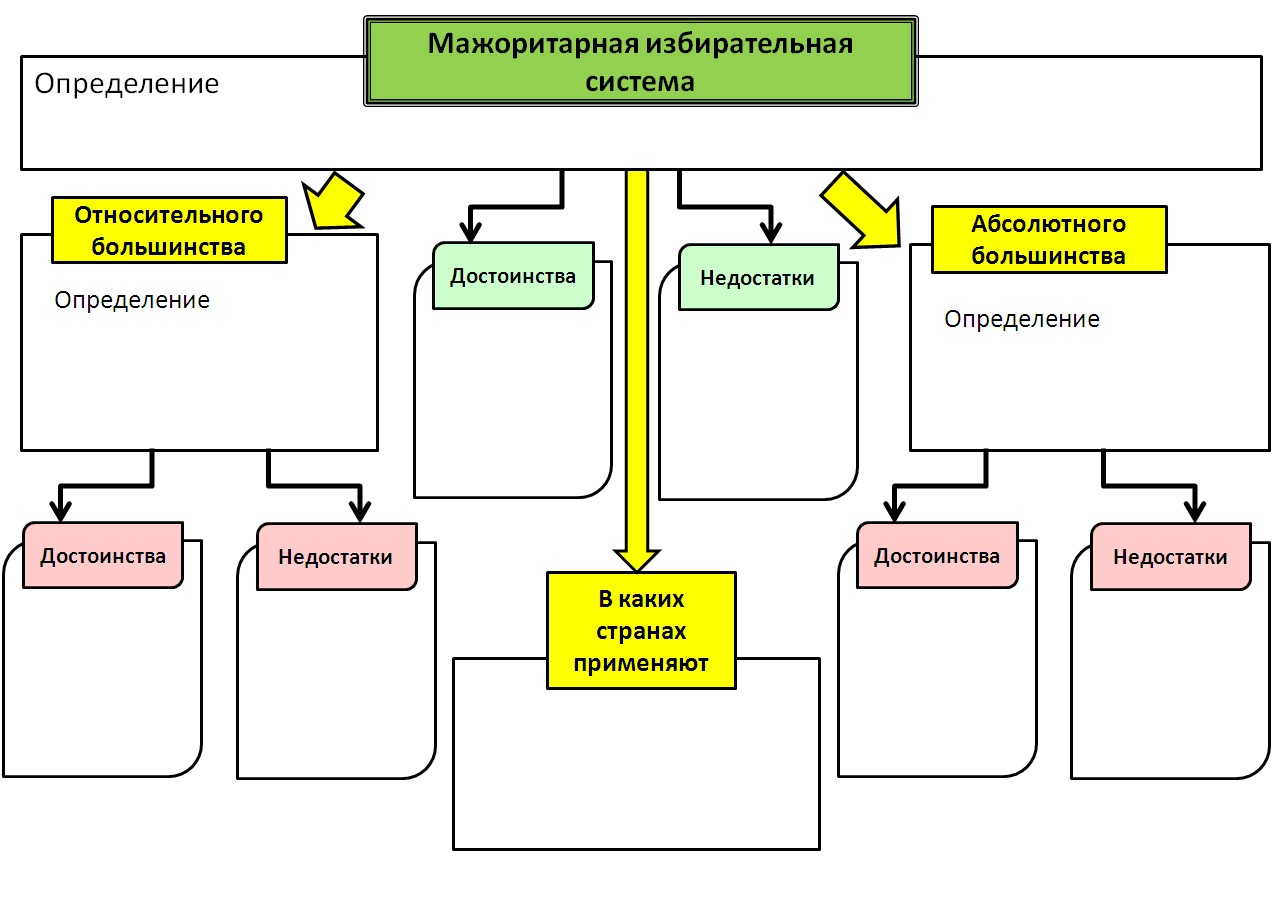 Мажоритарная избирательная
система
Определение
Относительного
большинства
Определение
Достоинства
Недостатки
Абсолютного
большинства
Определение
Достоинства
Недостатки
В каких
странах
применяют
Достоинства
Недостатки